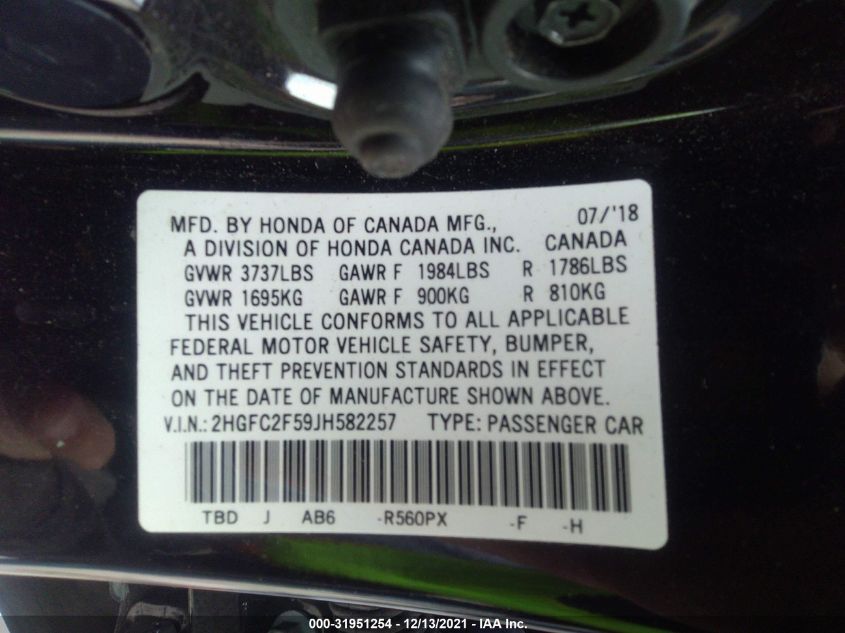 MFD. BY HONDA OF CANADA MFG., 07/'18
A DIVISION OF HONDA CANADA INC. CANADA
GVWR 3737LBS GAWR F 1984LBS R 1786LBS
GVWR 1695KG GAWR F 900KG R 810KG
THIS VEHICLE CONFORMS TO ALL APPLICABLE
FEDERAL MOTOR VEHICLE SAFETY, BUMPER,
AND THEFT PREVENTION STANDARDS IN EFFECT
ON THE DATE OF MANUFACTURE SHOWN ABOVE.
V.I.N.: 2HGFC2F59JH582257 TYPE: PASSENGER CAR
TBD J AB6 -R560PX -F -H
000-31951254 - 12/13/2021 - IAA Inc.